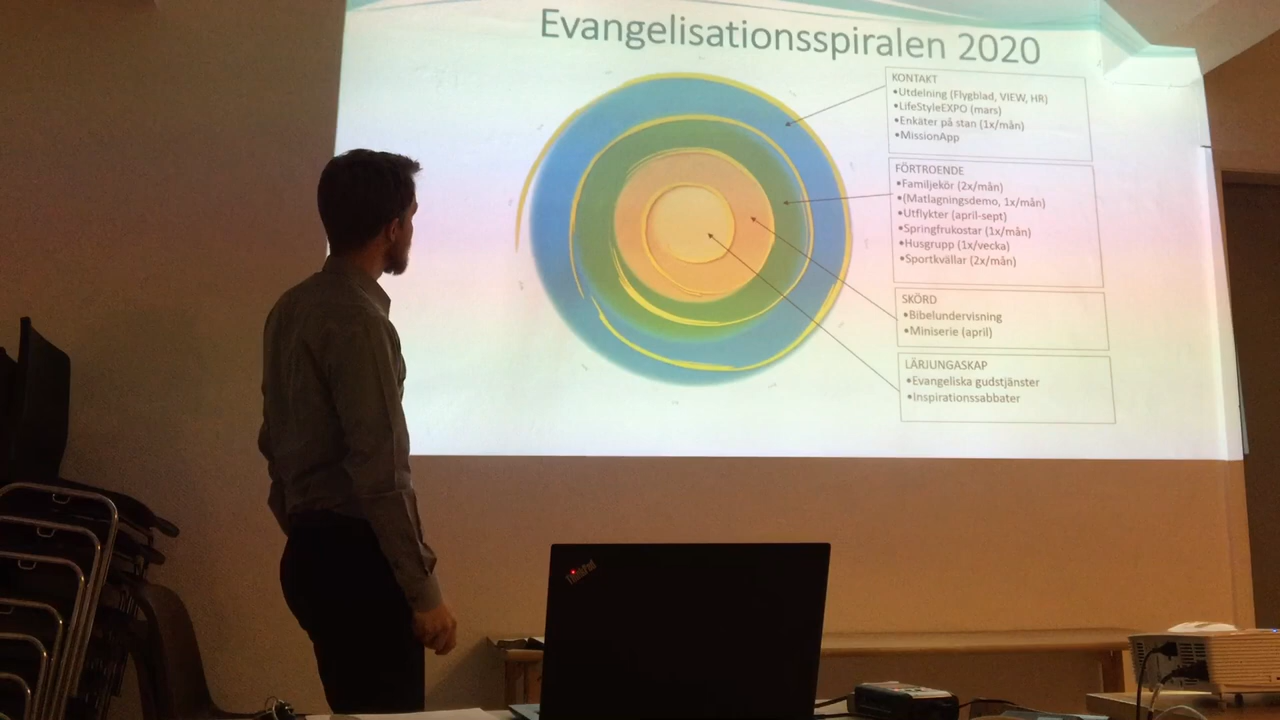 Evangelisationsspiralen 2020
KONTAKT
•Utdelning (Flygblad, VIEW, HR)
•LifeStyleEXPO (mars)
•Enkäter på stan (1x/mån)
•MissionApp
FÖRTROENDE
•Familjekör (2x/mån)
•(Matlagningsdemo, 1x/mån)
•Utflykter (april-sept)
•Springfrukostar (1x/mån)
•Husgrupp (1x/vecka)
•Sportkvällar (2x/mån)
SKÖRD
•Bibelundervisning
•Miniserie (april)
LÄRJUNGASKAP
•Evangeliska gudstjänster
•Inspirationssabbater
ThinkPad